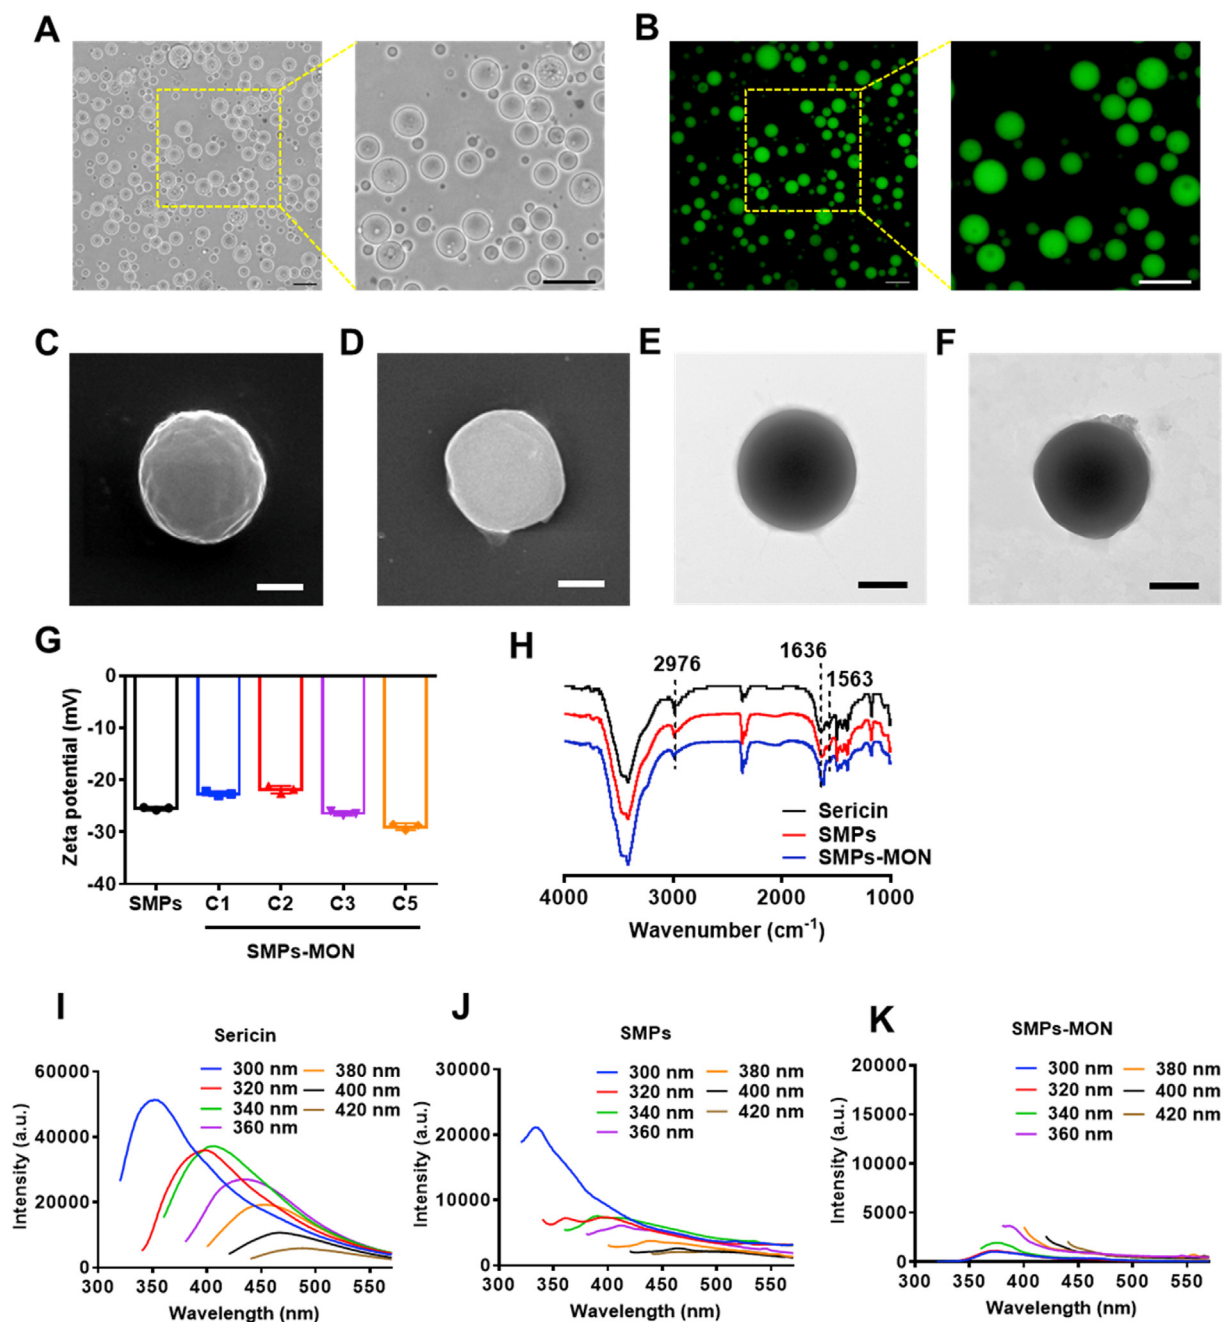 A
B
C
D
E
F
G
Zeta potential (mV)
0
-10
-20
-30
-40
SMPs
C1
C2
C3
C5
SMPs-MON
H
2976
1636
1563
Sericin
SMPs
SMPs-MON
4000
3000
2000
1000
Wavenumber (cm⁻¹)
I
Sericin
300 nm
320 nm
340 nm
360 nm
380 nm
400 nm
420 nm
Intensity (a.u.)
60000
40000
20000
0
300
350
400
450
500
550
Wavelength (nm)
J
SMPs
300 nm
320 nm
340 nm
360 nm
380 nm
400 nm
420 nm
Intensity (a.u.)
30000
20000
10000
0
300
350
400
450
500
550
Wavelength (nm)
K
SMPs-MON
300 nm
320 nm
340 nm
360 nm
380 nm
400 nm
420 nm
Intensity (a.u.)
20000
15000
10000
5000
0
300
350
400
450
500
550
Wavelength (nm)